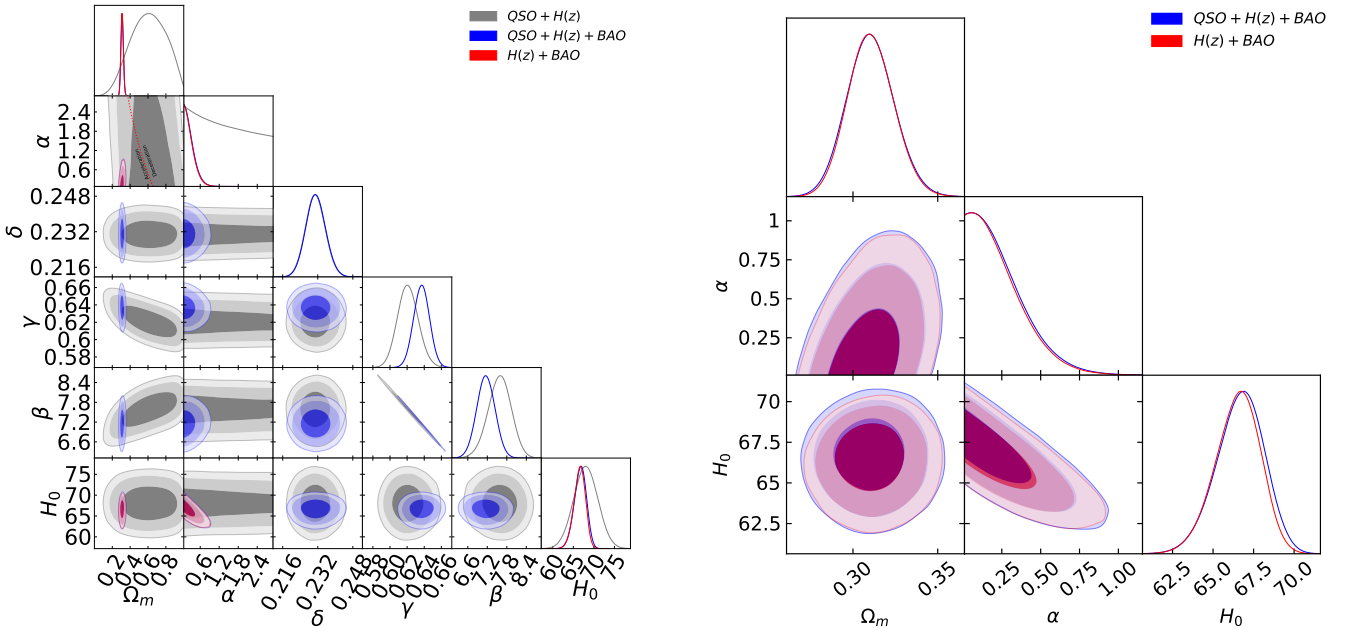 QSO + H(z)
QSO + H(z) + BAO
H(z) + BAO
2.4
1.8
1.2
0.6
α
Acceleration
Deceleration
0.248
0.232
0.216
δ
0.66
0.64
0.62
0.6
0.58
γ
8.4
7.8
7.2
6.6
β
75
70
65
60
H₀
0.2 0.4 0.6 0.8
0.6 1.2 1.8 2.4
0.216 0.232 0.248
0.58 0.60 0.62 0.64 0.66
6.6 7.2 7.8 8.4
60 65 70 75
Ωₘ α δ γ β H₀
QSO + H(z) + BAO
H(z) + BAO
1
0.75
0.5
0.25
α
70
67.5
65
62.5
H₀
0.30 0.35
0.25 0.50 0.75 1.00
62.5 65.0 67.5 70.0
Ωₘ α H₀